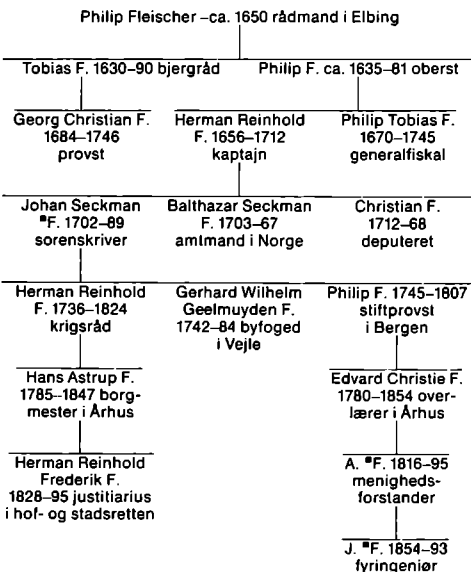 Philip Fleischer –ca. 1650 rådmand i Elbing
Tobias F. 1630–90 bjergråd
Philip F. ca. 1635–81 oberst
Georg Christian F.
1684–1746
provst
Herman Reinhold
F. 1656–1712
kaptajn
Philip Tobias F.
1670–1745
generalfiskal
Johan Seckman
■F. 1702–89
sorenskriver
Balthazar Seckman
F. 1703–67
amtmand i Norge
Christian F.
1712–68
deputeret
Herman Reinhold
F. 1736–1824
krigsråd
Gerhard Wilhelm
Geelmuyden F.
1742–84 byfoged
i Vejle
Philip F. 1745–1807
stiftprovst
i Bergen
Hans Astrup F.
1785–1847 borg-
mester i Århus
Edvard Christie F.
1780–1854 over-
lærer i Århus
Herman Reinhold
Frederik F.
1828–95 justitiarius
i hof- og stadsretten
A. ■F. 1816–95
menigheds-
forstander
J. ■F. 1854–93
fyringeniør